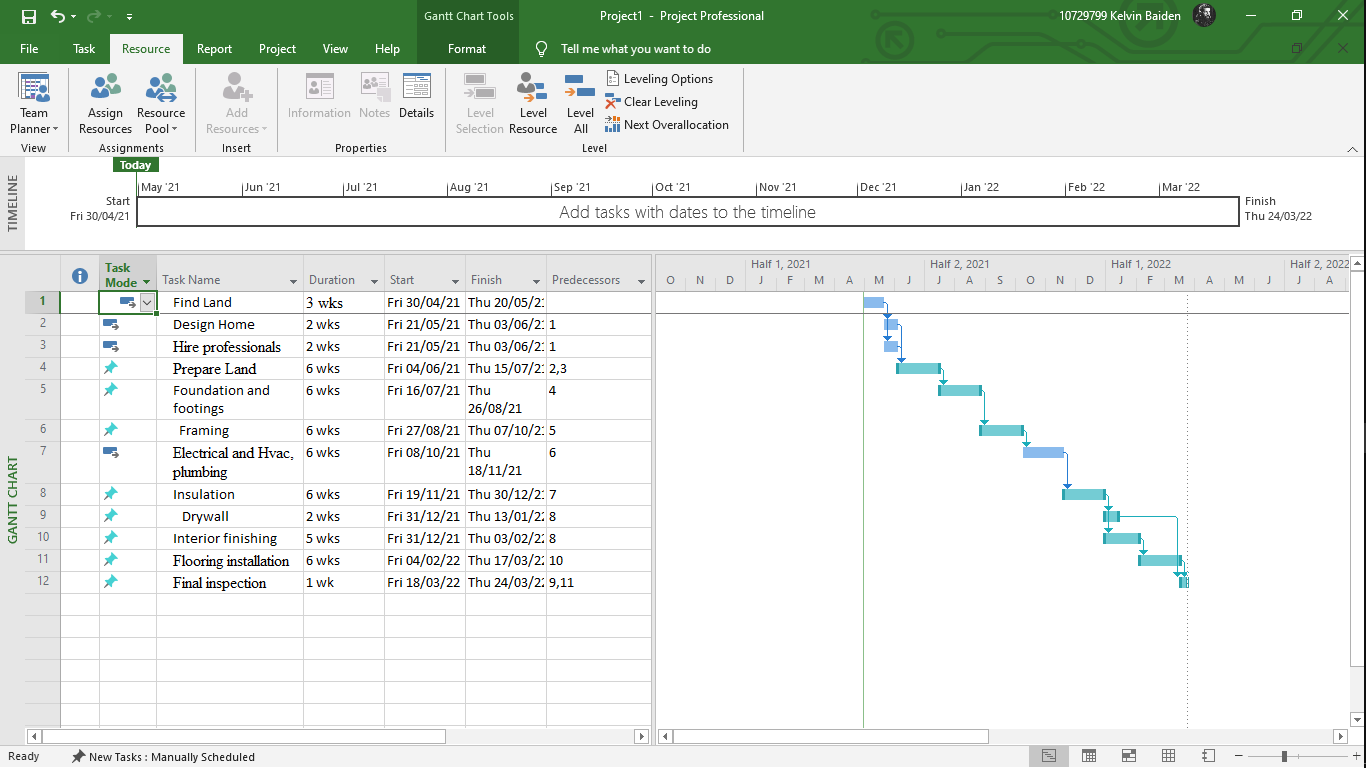 Gantt Chart Tools
Project1 - Project Professional
10729799 Kelvin Baiden
File Task Resource Report Project View Help Format Tell me what you want to do
Team Planner
Assign Resources
Resource Pool
Add Resources
Information
Notes
Details
Level Selection
Level Resource
Level All
Leveling Options
Clear Leveling
Next Overallocation
View Assignments Insert Properties Level
TIMELINE
Today
May '21 Jun '21 Jul '21 Aug '21 Sep '21 Oct '21 Nov '21 Dec '21 Jan '22 Feb '22 Mar '22
Start
Fri 30/04/21
Add tasks with dates to the timeline
Finish
Thu 24/03/22
GANTT CHART
Task Mode Task Name Duration Start Finish Predecessors
1 Find Land 3 wks Fri 30/04/21 Thu 20/05/21
2 Design Home 2 wks Fri 21/05/21 Thu 03/06/21 1
3 Hire professionals 2 wks Fri 21/05/21 Thu 03/06/21 1
4 Prepare Land 6 wks Fri 04/06/21 Thu 15/07/21 2,3
5 Foundation and footings 6 wks Fri 16/07/21 Thu 26/08/21 4
6 Framing 6 wks Fri 27/08/21 Thu 07/10/21 5
7 Electrical and Hvac, plumbing 6 wks Fri 08/10/21 Thu 18/11/21 6
8 Insulation 6 wks Fri 19/11/21 Thu 30/12/21 7
9 Drywall 2 wks Fri 31/12/21 Thu 13/01/22 8
10 Interior finishing 5 wks Fri 31/12/21 Thu 03/02/22 8
11 Flooring installation 6 wks Fri 04/02/22 Thu 17/03/22 10
12 Final inspection 1 wk Fri 18/03/22 Thu 24/03/22 9,11
Half 1, 2021 Half 2, 2021 Half 1, 2022 Half 2, 2022
O N D J F M A M J J A S O N D J F M A M J J A
Ready New Tasks : Manually Scheduled